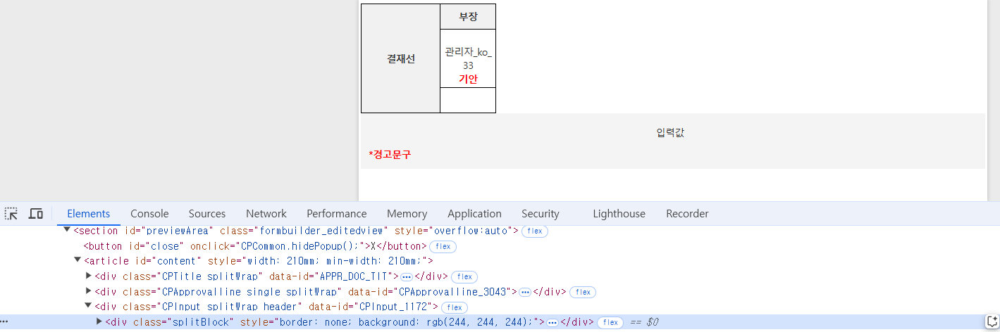 부장
결재선
관리자_ko_
33
기안
입력값
*경고문구
Elements Console Sources Network Performance Memory Application Security Lighthouse Recorder
<section id="previewArea" class="formbuilder_editedview" style="overflow:auto"> flex
<button id="close" onclick="CPCommon.hidePopup();">X</button> flex
<article id="content" style="width: 210mm; min-width: 210mm;">
<div class="CPTitle splitWrap" data-id="APPR_DOC_TIT">…</div> flex
<div class="CPApprovalline single splitWrap" data-id="CPApprovalline_3043">…</div> flex
<div class="CPInput splitWrap header" data-id="CPInput_1172"> flex
… <div class="splitBlock" style="border: none; background: rgb(244, 244, 244);">…</div> flex == $0